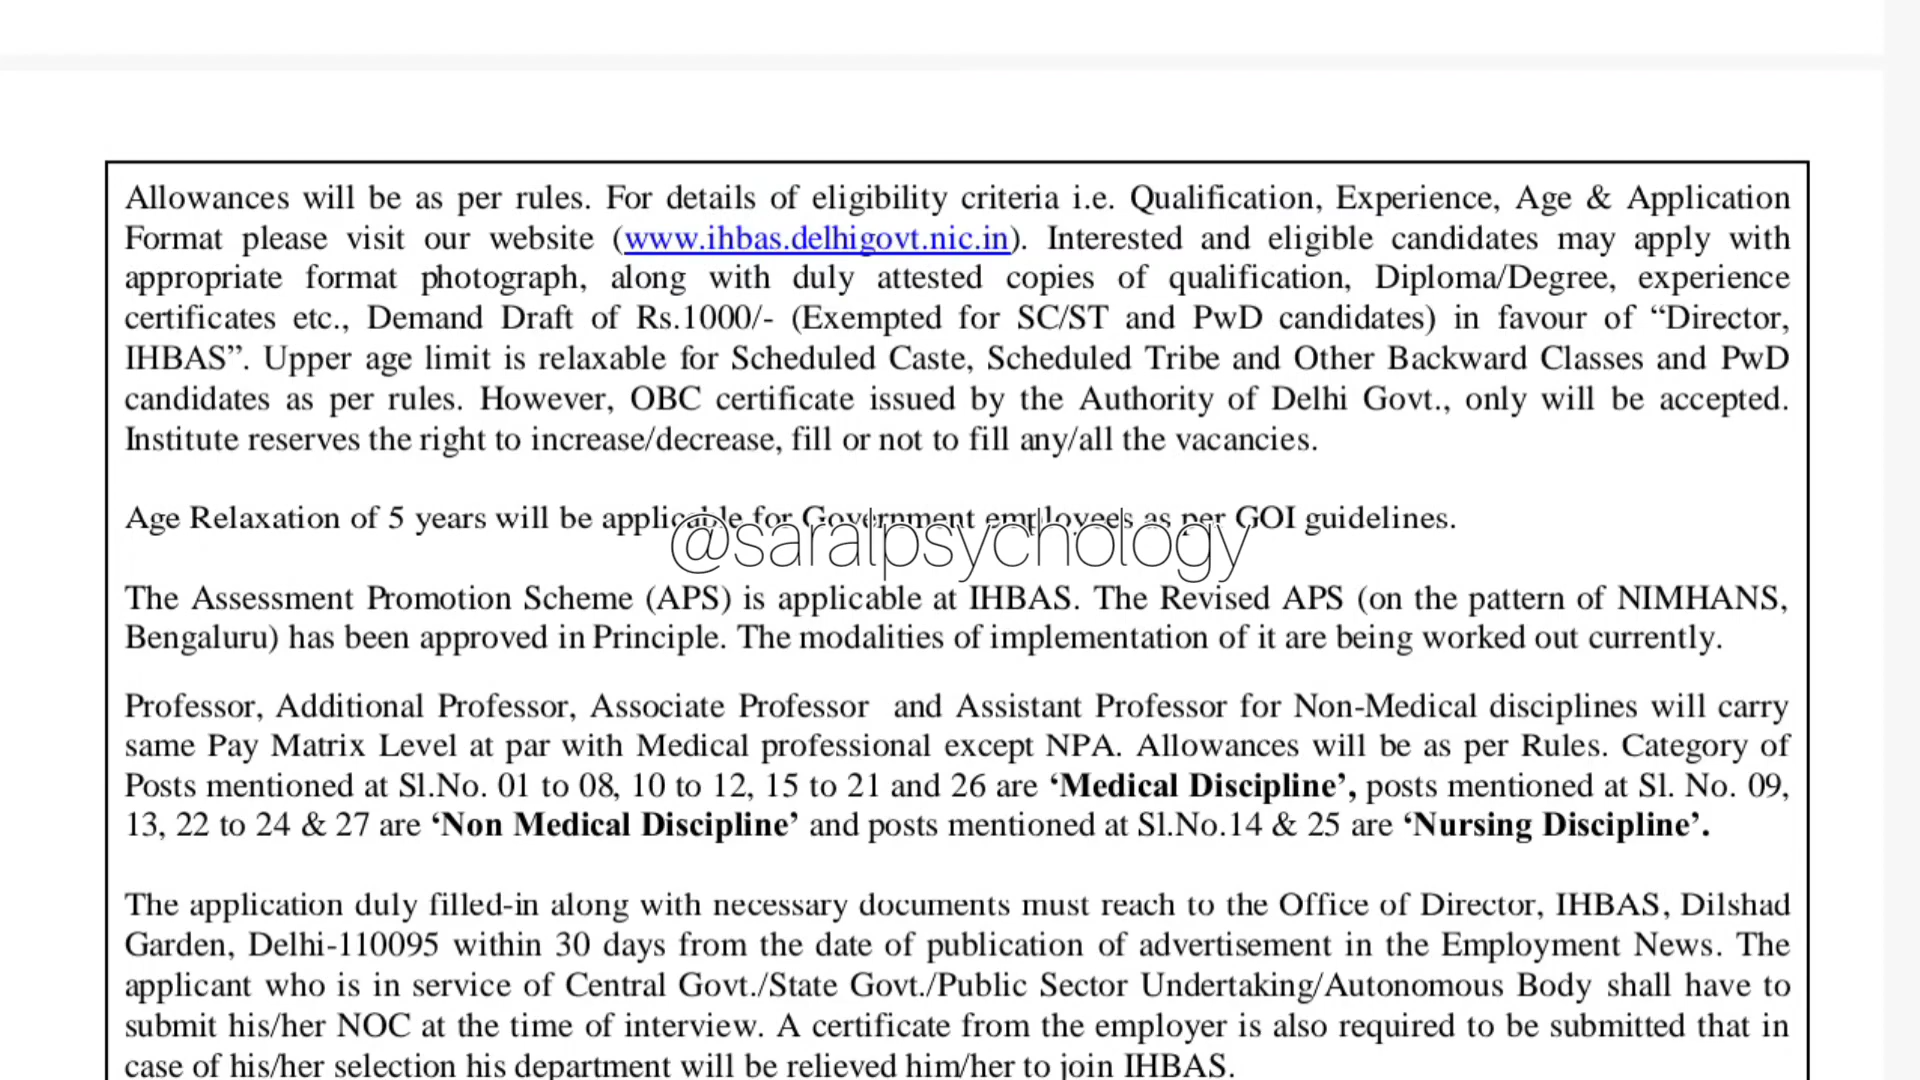 Allowances will be as per rules. For details of eligibility criteria i.e. Qualification, Experience, Age & Application
Format please visit our website (www.ihbas.delhigovt.nic.in). Interested and eligible candidates may apply with
appropriate format photograph, along with duly attested copies of qualification, Diploma/Degree, experience
certificates etc., Demand Draft of Rs.1000/- (Exempted for SC/ST and PwD candidates) in favour of “Director,
IHBAS”. Upper age limit is relaxable for Scheduled Caste, Scheduled Tribe and Other Backward Classes and PwD
candidates as per rules. However, OBC certificate issued by the Authority of Delhi Govt., only will be accepted.
Institute reserves the right to increase/decrease, fill or not to fill any/all the vacancies.
Age Relaxation of 5 years will be applicable for Government employees as per GOI guidelines.
@saralpsychology
The Assessment Promotion Scheme (APS) is applicable at IHBAS. The Revised APS (on the pattern of NIMHANS,
Bengaluru) has been approved in Principle. The modalities of implementation of it are being worked out currently.
Professor, Additional Professor, Associate Professor and Assistant Professor for Non-Medical disciplines will carry
same Pay Matrix Level at par with Medical professional except NPA. Allowances will be as per Rules. Category of
Posts mentioned at Sl.No. 01 to 08, 10 to 12, 15 to 21 and 26 are ‘Medical Discipline’, posts mentioned at Sl. No. 09,
13, 22 to 24 & 27 are ‘Non Medical Discipline’ and posts mentioned at Sl.No.14 & 25 are ‘Nursing Discipline’.
The application duly filled-in along with necessary documents must reach to the Office of Director, IHBAS, Dilshad
Garden, Delhi-110095 within 30 days from the date of publication of advertisement in the Employment News. The
applicant who is in service of Central Govt./State Govt./Public Sector Undertaking/Autonomous Body shall have to
submit his/her NOC at the time of interview. A certificate from the employer is also required to be submitted that in
case of his/her selection his department will be relieved him/her to join IHBAS.